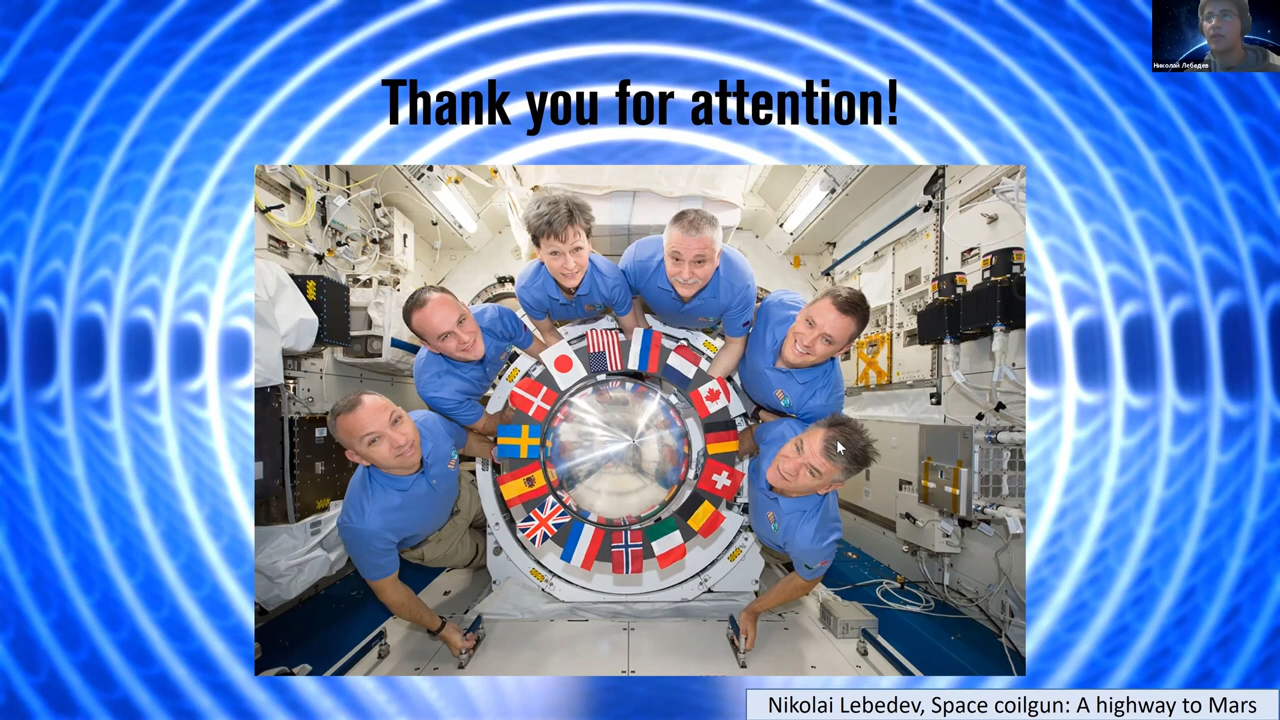 Николай Лебедев
Thank you for attention!
Nikolai Lebedev, Space coilgun: A highway to Mars